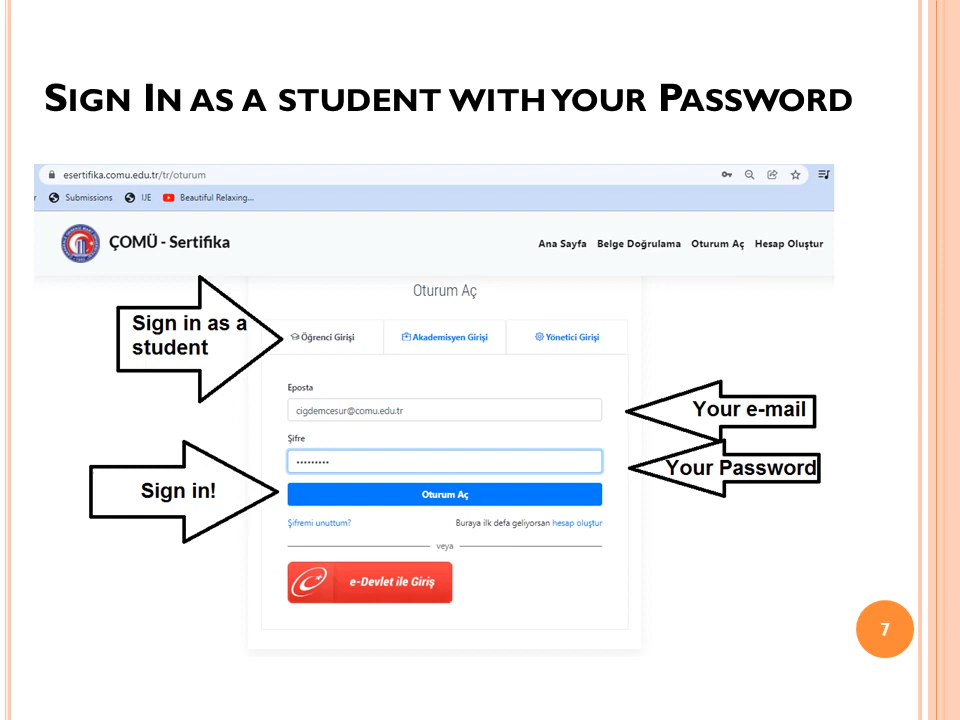 SIGN IN AS A STUDENT WITH YOUR PASSWORD
esertifika.comu.edu.tr/tr/oturum
Submissions IJE Beautiful Relaxing...
ÇOMÜ - Sertifika
Ana Sayfa Belge Doğrulama Oturum Aç Hesap Oluştur
Oturum Aç
Sign in as a
student
Öğrenci Girişi Akademisyen Girişi Yönetici Girişi
Eposta
cigdemcesur@comu.edu.tr
Your e-mail
Şifre
•••••••••
Your Password
Sign in!
Oturum Aç
Şifremi unuttum? Buraya ilk defa geliyorsan hesap oluştur
veya
e-Devlet ile Giriş
7